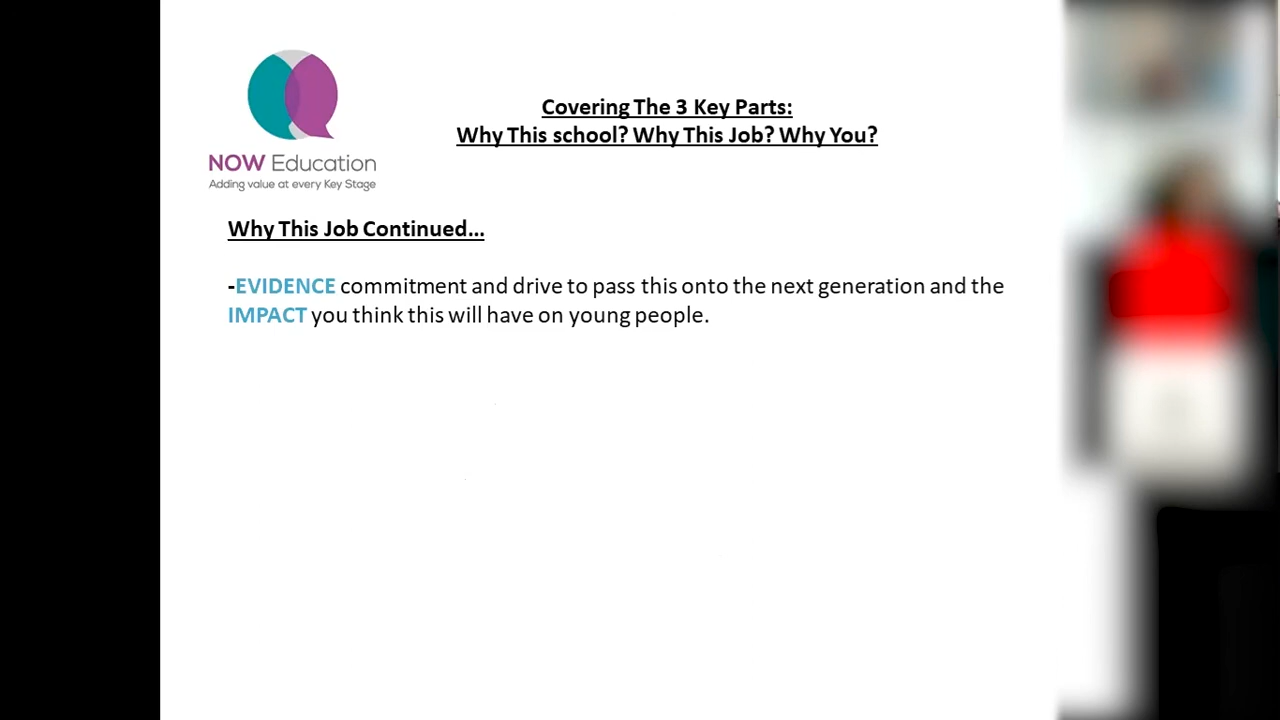 Covering The 3 Key Parts:
Why This school? Why This Job? Why You?
NOW Education
Adding value at every Key Stage
Why This Job Continued...
-EVIDENCE commitment and drive to pass this onto the next generation and the
IMPACT you think this will have on young people.